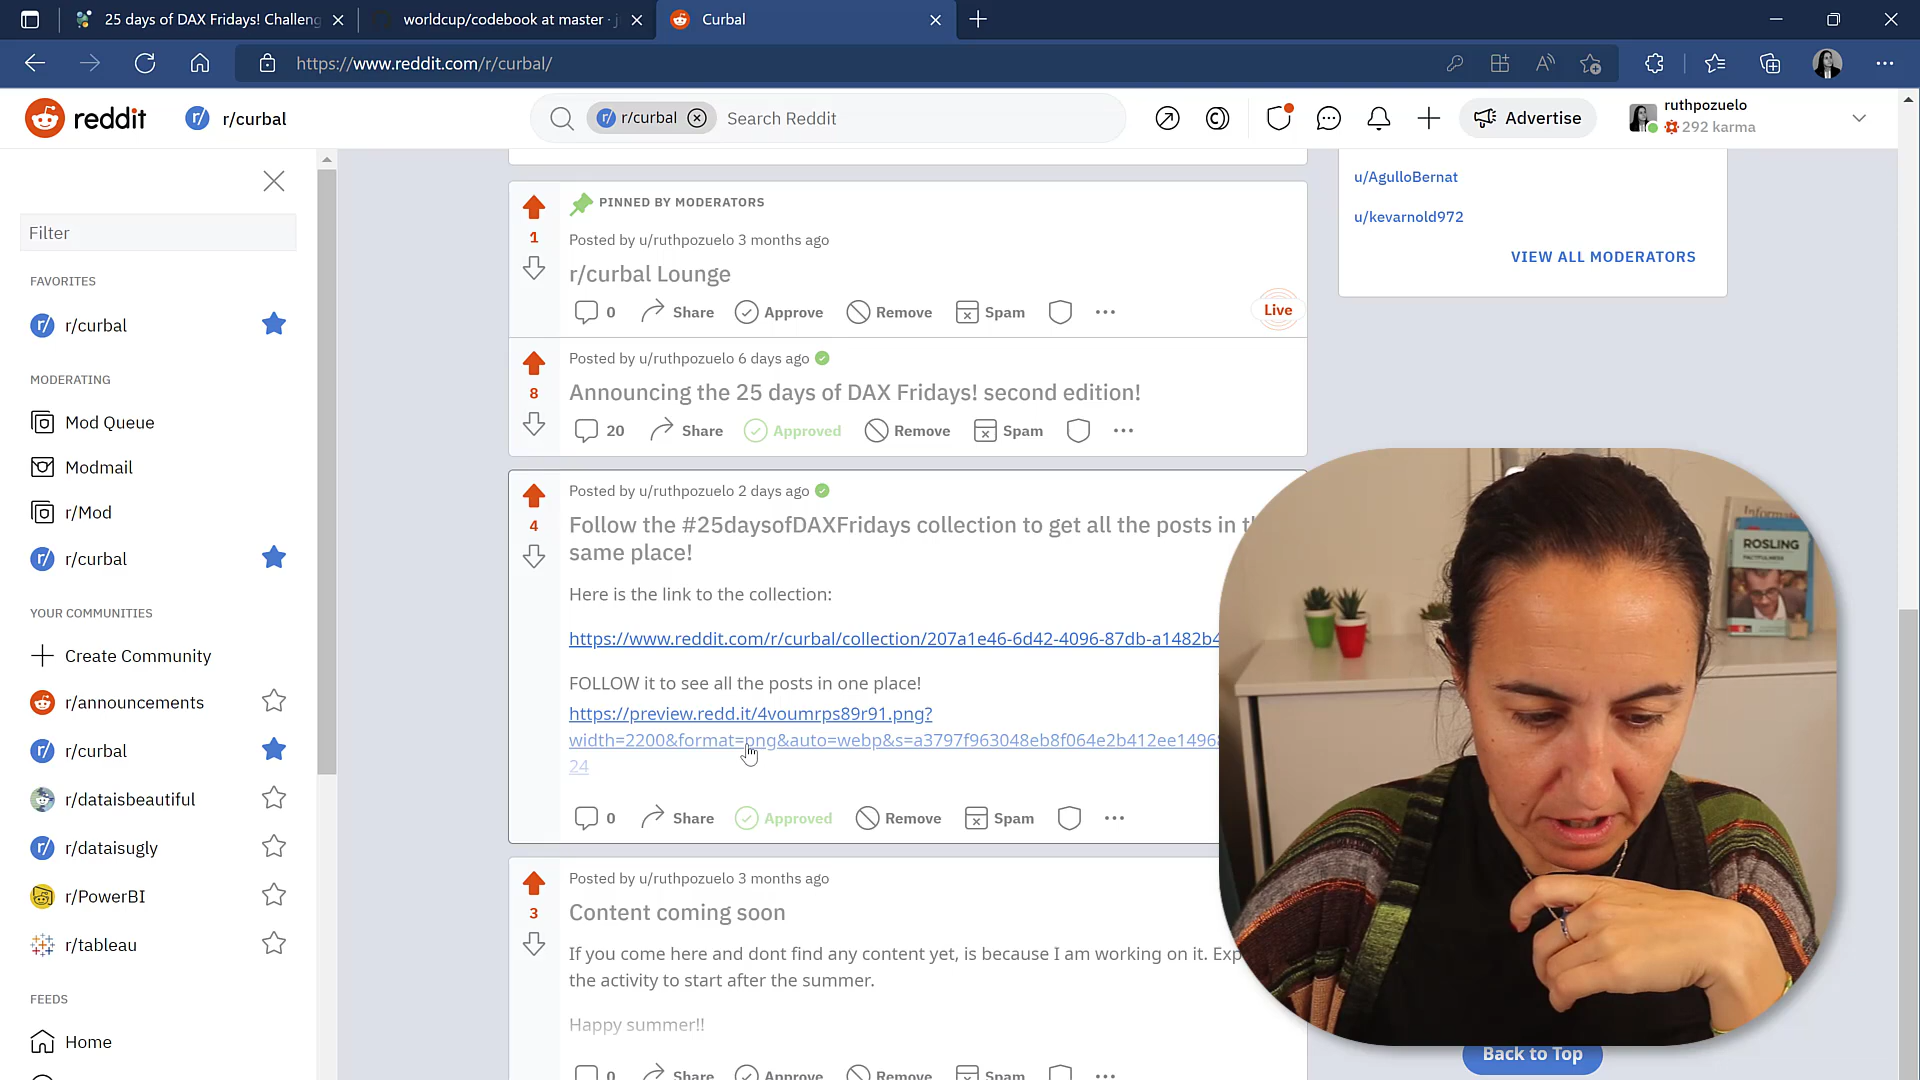 25 days of DAX Fridays! Challeng
worldcup/codebook at master · j
Curbal
https://www.reddit.com/r/curbal/
reddit
r/curbal
r/curbal
Search Reddit
Advertise
ruthpozuelo
292 karma
Filter
FAVORITES
r/curbal
MODERATING
Mod Queue
Modmail
r/Mod
r/curbal
YOUR COMMUNITIES
Create Community
r/announcements
r/curbal
r/dataisbeautiful
r/dataisugly
r/PowerBI
r/tableau
FEEDS
Home
PINNED BY MODERATORS
1
Posted by u/ruthpozuelo 3 months ago
r/curbal Lounge
0 Share Approve Remove Spam
Live
Posted by u/ruthpozuelo 6 days ago
8
Announcing the 25 days of DAX Fridays! second edition!
20 Share Approved Remove Spam
Posted by u/ruthpozuelo 2 days ago
4
Follow the #25daysofDAXFridays collection to get all the posts in t
same place!
Here is the link to the collection:
https://www.reddit.com/r/curbal/collection/207a1e46-6d42-4096-87db-a1482b4
FOLLOW it to see all the posts in one place!
https://preview.redd.it/4voumrps89r91.png?
width=2200&format=png&auto=webp&s=a3797f963048eb8f064e2b412ee1496
24
0 Share Approved Remove Spam
Posted by u/ruthpozuelo 3 months ago
3
Content coming soon
If you come here and dont find any content yet, is because I am working on it. Exp
the activity to start after the summer.
Happy summer!!
0 Share Approve Remove Spam
u/AgulloBernat
u/kevarnold972
VIEW ALL MODERATORS
ROSLING
FACTFULNESS
Back to Top